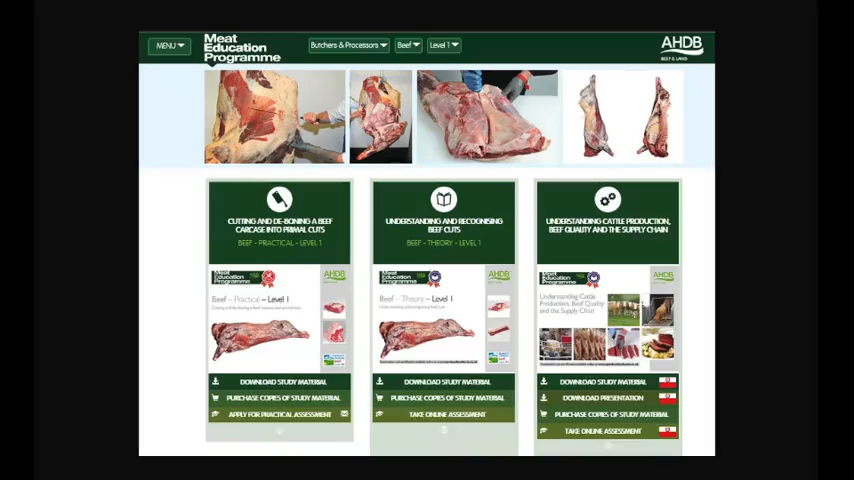 MENU
Meat
Education
Programme
Butchers & Processors
Beef
Level 1
AHDB
BEEF & LAMB
CUTTING AND DE-BONING A BEEF
CARCASE INTO PRIMAL CUTS
BEEF - PRACTICAL - LEVEL 1
Meat
Education
Programme
AHDB
Beef – Practical – Level 1
DOWNLOAD STUDY MATERIAL
PURCHASE COPIES OF STUDY MATERIAL
APPLY FOR PRACTICAL ASSESSMENT
UNDERSTANDING AND RECOGNISING
BEEF CUTS
BEEF - THEORY - LEVEL 1
Meat
Education
Programme
AHDB
Beef – Theory – Level 1
DOWNLOAD STUDY MATERIAL
PURCHASE COPIES OF STUDY MATERIAL
TAKE ONLINE ASSESSMENT
UNDERSTANDING CATTLE PRODUCTION,
BEEF QUALITY AND THE SUPPLY CHAIN
Meat
Education
Programme
AHDB
Understanding Cattle
Production, Beef Quality
and the Supply Chain
DOWNLOAD STUDY MATERIAL
DOWNLOAD PRESENTATION
PURCHASE COPIES OF STUDY MATERIAL
TAKE ONLINE ASSESSMENT